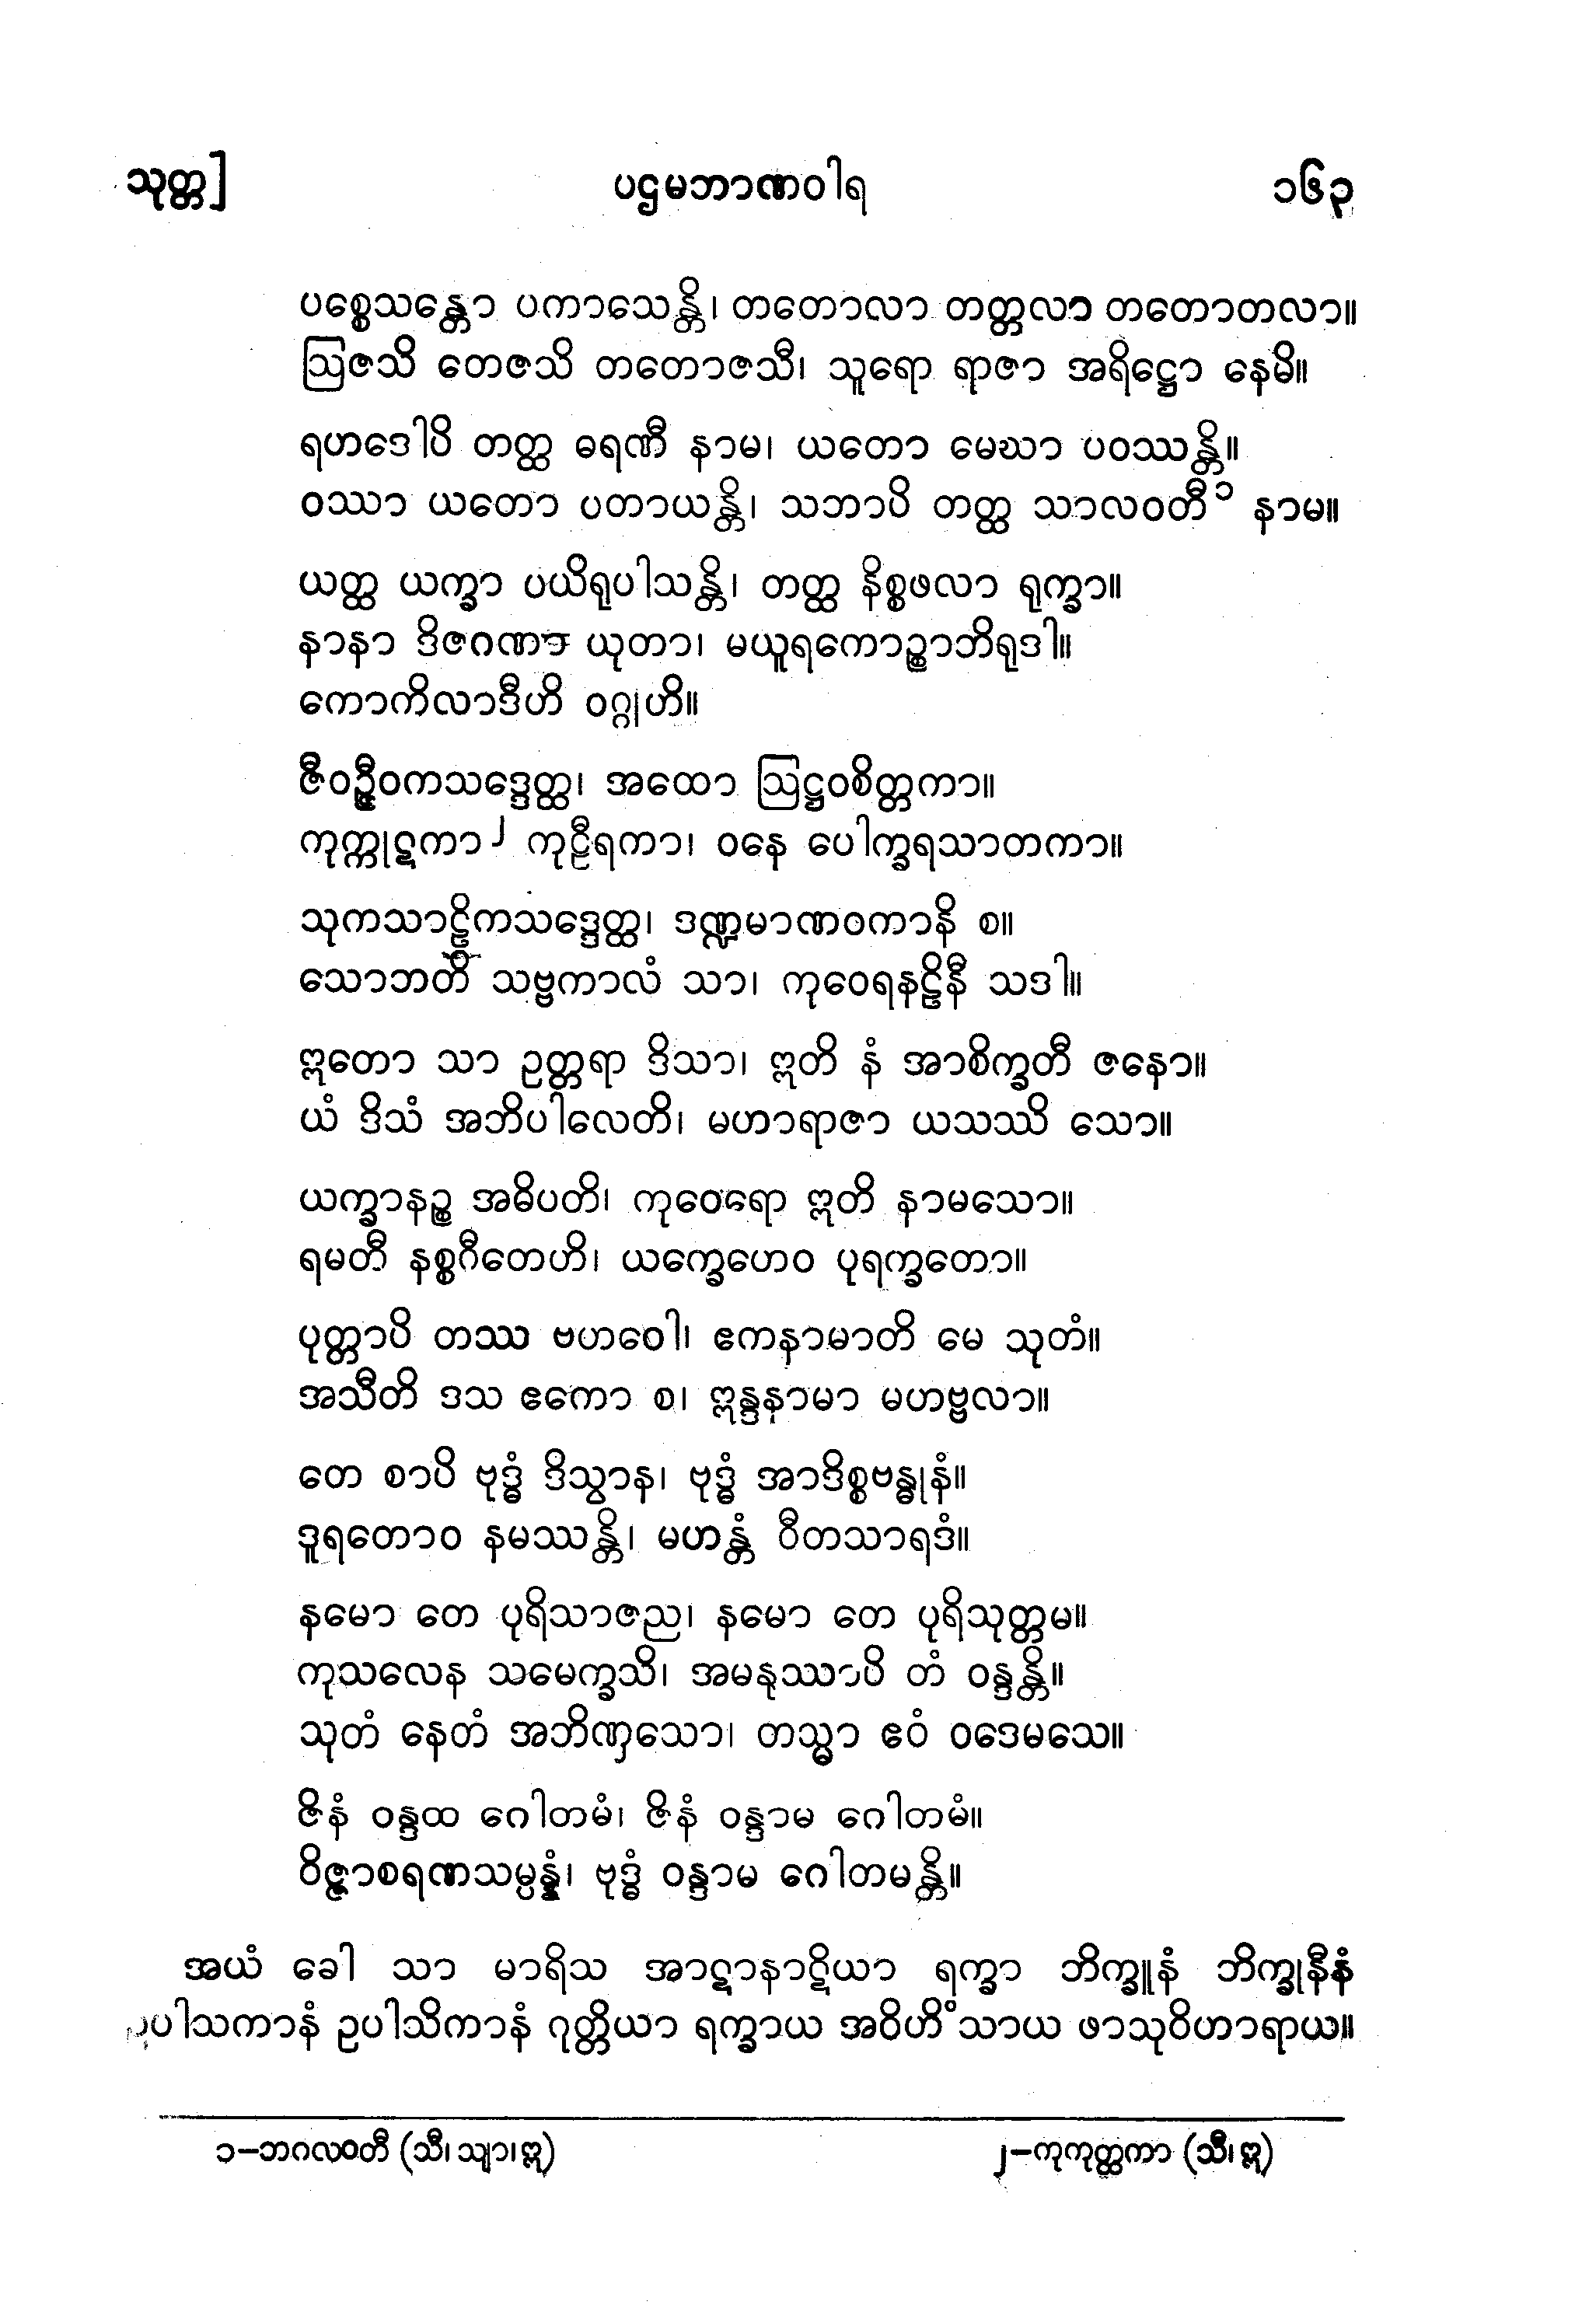 သုတ္တ] ပဌမဘာဏဝါရ ၁၆၃
ပစ္စေသန္တော ပကာသေန္တိ၊ တတောလာ တတ္တလာ တတောတလာ။
ဩဇသိ တေဇသိ တတောဇသီ၊ သူရော ရာဇာ အရိဋ္ဌော နေမိ။
ရဟဒေါပိ တတ္ထ ဓရဏီ နာမ၊ ယတော မေဃာ ပဝဿန္တိ။
ဝဿာ ယတော ပတာယန္တိ၊ သဘာပိ တတ္ထ သာလဝတီ ၁ နာမ။
ယတ္ထ ယက္ခာ ပယိရုပါသန္တိ၊ တတ္ထ နိစ္စဖလာ ရုက္ခာ။
နာနာ ဒိဇဂဏာ ယုတာ၊ မယူရကောဉ္စာဘိရုဒါ။
ကောကိလာဒီဟိ ဝဂ္ဂုဟိ။
ဇီဝဉ္ဇီဝကသဒ္ဒေတ္ထ၊ အထော ဩဋ္ဌဝစိတ္တကာ။
ကုက္ကုဋကာ ၂ ကုဠီရကာ၊ ဝနေ ပေါက္ခရသာတကာ။
သုကသာဠိကသဒ္ဒေတ္ထ၊ ဒဏ္ဍမာဏဝကာနိ စ။
သောဘတိ သဗ္ဗကာလံ သာ၊ ကုဝေရနဠိနီ သဒါ။
ဣတော သာ ဥတ္တရာ ဒိသာ၊ ဣတိ နံ အာစိက္ခတီ ဇနော။
ယံ ဒိသံ အဘိပါလေတိ၊ မဟာရာဇာ ယသဿိ သော။
ယက္ခာနဉ္စ အဓိပတိ၊ ကုဝေရော ဣတိ နာမသော။
ရမတီ နစ္စဂီတေဟိ၊ ယက္ခေဟေဝ ပုရက္ခတော။
ပုတ္တာပိ တဿ ဗဟဝေါ၊ ဧကနာမာတိ မေ သုတံ။
အသီတိ ဒသ ဧကော စ၊ ဣန္ဒနာမာ မဟဗ္ဗလာ။
တေ စာပိ ဗုဒ္ဓံ ဒိသွာန၊ ဗုဒ္ဓံ အာဒိစ္စဗန္ဓုနံ။
ဒူရတောဝ နမဿန္တိ၊ မဟန္တံ ဝီတသာရဒံ။
နမော တေ ပုရိသာဇည၊ နမော တေ ပုရိသုတ္တမ။
ကုသလေန သမေက္ခသိ၊ အမနုဿာပိ တံ ဝန္ဒန္တိ။
သုတံ နေတံ အဘိဏှသော၊ တသ္မာ ဧဝံ ဝဒေမသေ။
ဇိနံ ဝန္ဒထ ဂေါတမံ၊ ဇိနံ ဝန္ဒာမ ဂေါတမံ။
ဝိဇ္ဇာစရဏသမ္ပန္နံ၊ ဗုဒ္ဓံ ဝန္ဒာမ ဂေါတမန္တိ။
အယံ ခေါ သာ မာရိသ အာဋာနာဋိယာ ရက္ခာ ဘိက္ခူနံ ဘိက္ခုနီနံ
ဥပါသကာနံ ဥပါသိကာနံ ဂုတ္တိယာ ရက္ခာယ အဝိဟိံသာယ ဖာသုဝိဟာရာယ။
၁-ဘဂလဝတီ (သီ၊ သျာ၊ ဣ) ၂-ကုကုတ္ထကာ (သီ၊ ဣ)